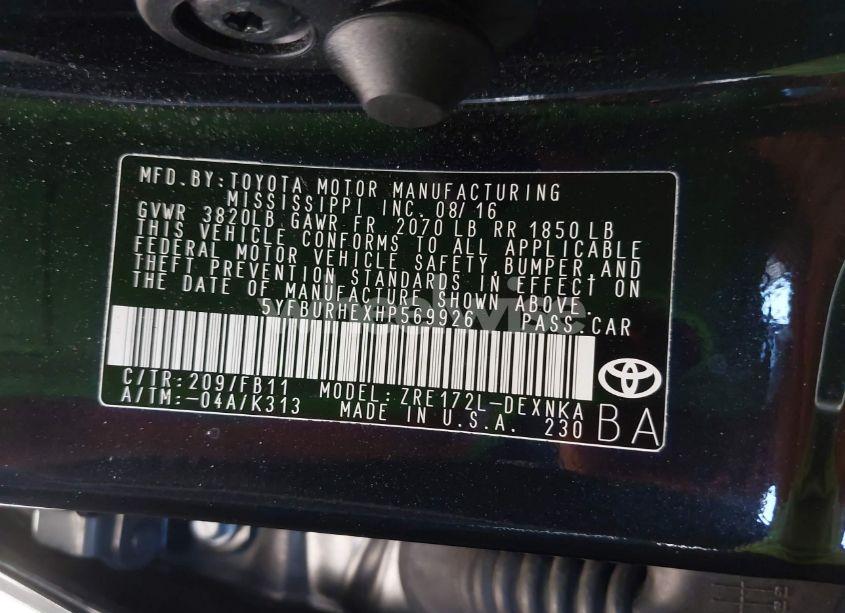 MFD. BY: TOYOTA MOTOR MANUFACTURING
MISSISSIPPI INC. 08/16
GVWR 3820LB GAWR FR 2070 LB RR 1850 LB
THIS VEHICLE CONFORMS TO ALL APPLICABLE
FEDERAL MOTOR VEHICLE SAFETY, BUMPER, AND
THEFT PREVENTION STANDARDS IN EFFECT ON
THE DATE OF MANUFACTURE SHOWN ABOVE.
5YFBURHEXHP569926 PASS.CAR
C/TR:209/FB11 MODEL:ZRE172L-DEXNKA
A/TM:-04A/K313 MADE IN U.S.A. 230
BA